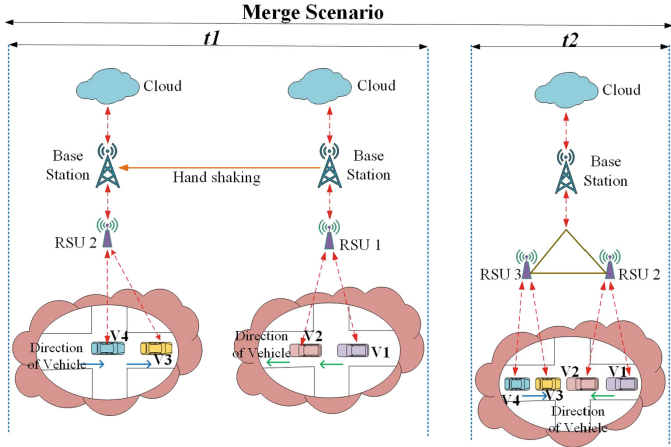 Merge Scenario
t1
t2
Cloud
Cloud
Cloud
Base
Station
Hand shaking
Base
Station
Base
Station
RSU 2
RSU 1
RSU 3
RSU 2
V4
V3
Direction
of Vehicle
V2
V1
Direction
of Vehicle
V2
V1
V4
V3
Direction
of Vehicle